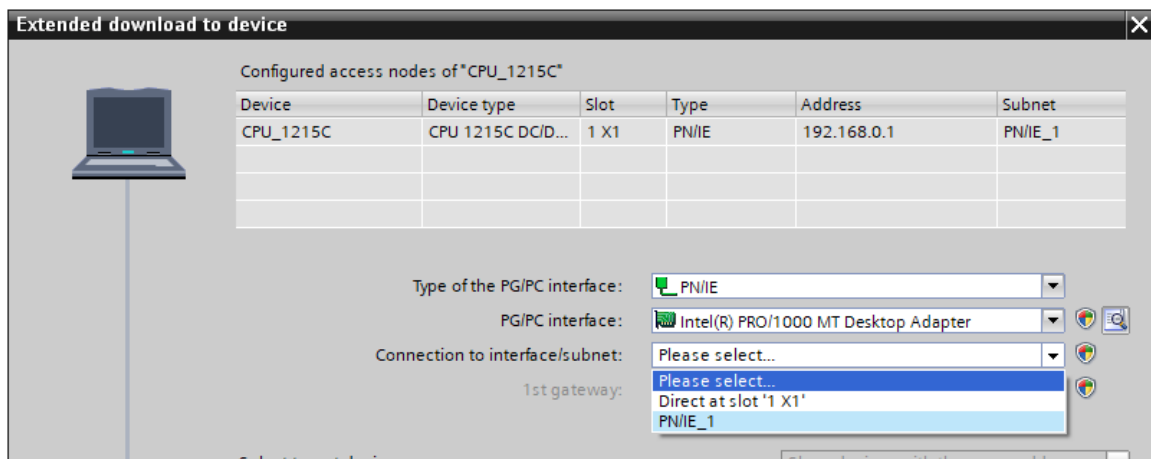 Extended download to device
Configured access nodes of "CPU_1215C"
Device Device type Slot Type Address Subnet
CPU_1215C CPU 1215C DC/D... 1 X1 PN/IE 192.168.0.1 PN/IE_1
Type of the PG/PC interface: PN/IE
PG/PC interface: Intel(R) PRO/1000 MT Desktop Adapter
Connection to interface/subnet: Please select...
Please select...
1st gateway:
Direct at slot '1 X1'
PN/IE_1